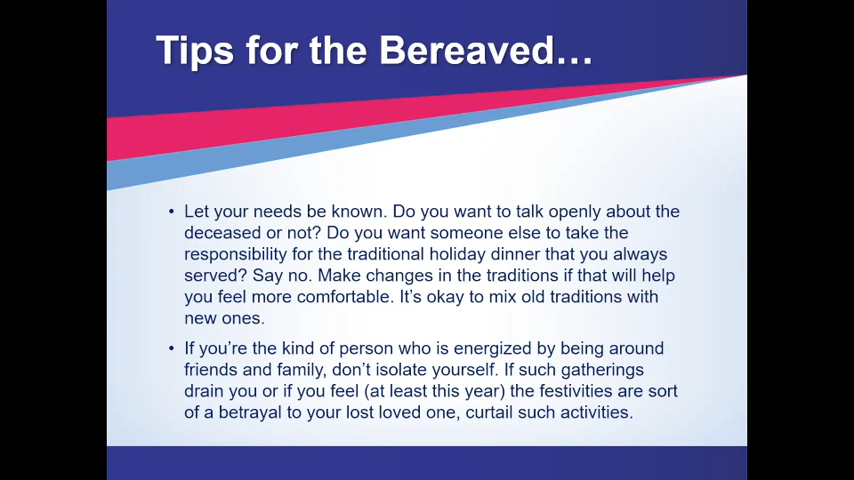 Tips for the Bereaved…
• Let your needs be known. Do you want to talk openly about the
deceased or not? Do you want someone else to take the
responsibility for the traditional holiday dinner that you always
served? Say no. Make changes in the traditions if that will help
you feel more comfortable. It's okay to mix old traditions with
new ones.
• If you're the kind of person who is energized by being around
friends and family, don't isolate yourself. If such gatherings
drain you or if you feel (at least this year) the festivities are sort
of a betrayal to your lost loved one, curtail such activities.